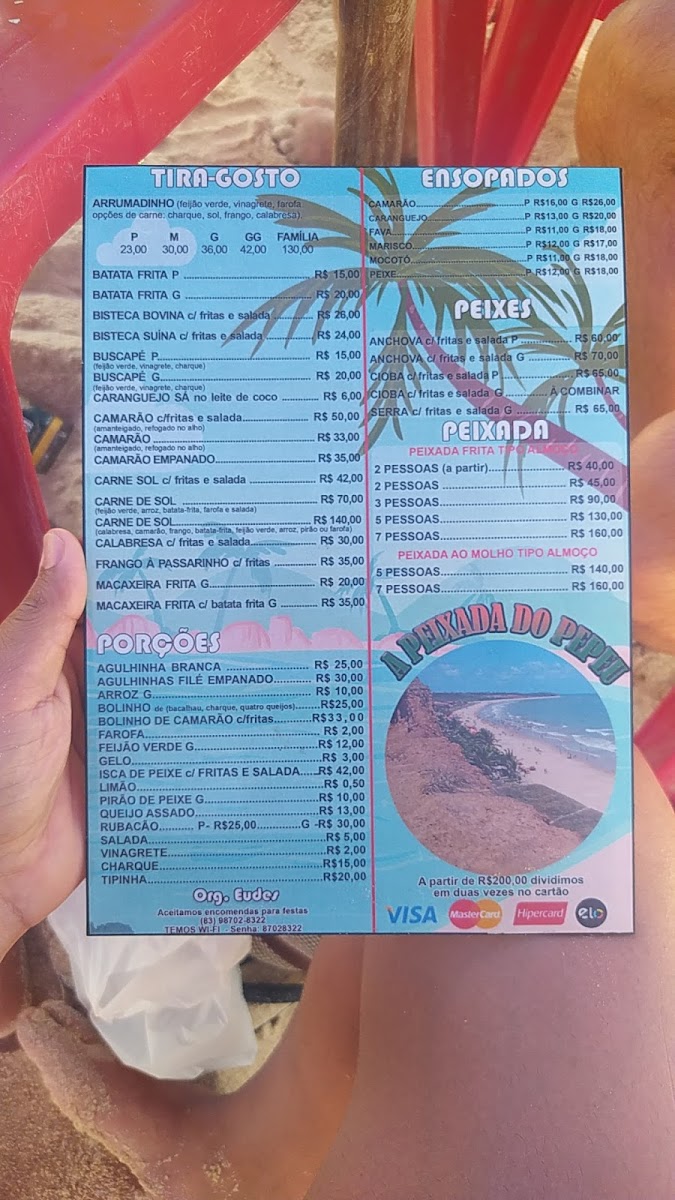 TIRA-GOSTO
ARRUMADINHO (feijão verde, vinagrete, farofa
opções de carne: charque, sol, frango, calabresa)
P M G GG FAMÍLIA
23,00 30,00 36,00 42,00 130,00
BATATA FRITA P R$ 15,00
BATATA FRITA G R$ 20,00
BISTECA BOVINA c/ fritas e salada R$ 26,00
BISTECA SUÍNA c/ fritas e salada R$ 24,00
BUSCAPÉ P R$ 15,00
(feijão verde, vinagrete, charque)
BUSCAPÉ G R$ 20,00
(feijão verde, vinagrete, charque)
CARANGUEJO SÁ no leite de coco R$ 6,00
CAMARÃO c/fritas e salada R$ 50,00
(amanteigado, refogado no alho)
CAMARÃO R$ 33,00
(amanteigado, refogado no alho)
CAMARÃO EMPANADO R$ 35,00
CARNE SOL c/ fritas e salada R$ 42,00
CARNE DE SOL R$ 70,00
(feijão verde, arroz, batata-frita, farofa e salada)
CARNE DE SOL R$ 140,00
(calabresa, camarão, frango, batata-frita, feijão verde, arroz, pirão ou farofa)
CALABRESA c/ fritas e salada R$ 30,00
FRANGO À PASSARINHO c/ fritas R$ 35,00
MACAXEIRA FRITA G R$ 20,00
MACAXEIRA FRITA c/ batata frita G R$ 35,00
PORÇÕES
AGULHINHA BRANCA R$ 25,00
AGULHINHAS FILÉ EMPANADO R$ 30,00
ARROZ G R$ 10,00
BOLINHO de (bacalhau, charque, quatro queijos) R$25,00
BOLINHO DE CAMARÃO c/fritas R$33,00
FAROFA R$ 2,00
FEIJÃO VERDE G R$ 12,00
GELO R$ 3,00
ISCA DE PEIXE c/ FRITAS E SALADA R$ 42,00
LIMÃO R$ 0,50
PIRÃO DE PEIXE G R$ 10,00
QUEIJO ASSADO R$ 13,00
RUBACÃO P- R$25,00 G -R$ 30,00
SALADA R$ 5,00
VINAGRETE R$ 2,00
CHARQUE R$15,00
TIPINHA R$20,00
Org. Eudes
Aceitamos encomendas para festas
(83) 98702-8322
TEMOS WI-FI - Senha: 87028322
ENSOPADOS
CAMARÃO P R$16,00 G R$26,00
CARANGUEJO P R$13,00 G R$20,00
FAVA P R$11,00 G R$18,00
MARISCO P R$12,00 G R$17,00
MOCOTÓ P R$11,00 G R$18,00
PEIXE P R$12,00 G R$18,00
PEIXES
ANCHOVA c/ fritas e salada P R$ 60,00
ANCHOVA c/ fritas e salada G R$ 70,00
CIOBA c/ fritas e salada P R$ 65,00
CIOBA c/ fritas e salada G À COMBINAR
SERRA c/ fritas e salada G R$ 65,00
PEIXADA
PEIXADA FRITA TIPO ALMOÇO
2 PESSOAS (a partir) R$ 40,00
2 PESSOAS R$ 45,00
3 PESSOAS R$ 90,00
5 PESSOAS R$ 130,00
7 PESSOAS R$ 160,00
PEIXADA AO MOLHO TIPO ALMOÇO
5 PESSOAS R$ 140,00
7 PESSOAS R$ 160,00
A PEIXADA DO PEPEU
A partir de R$200,00 dividimos
em duas vezes no cartão
VISA MasterCard Hipercard elo